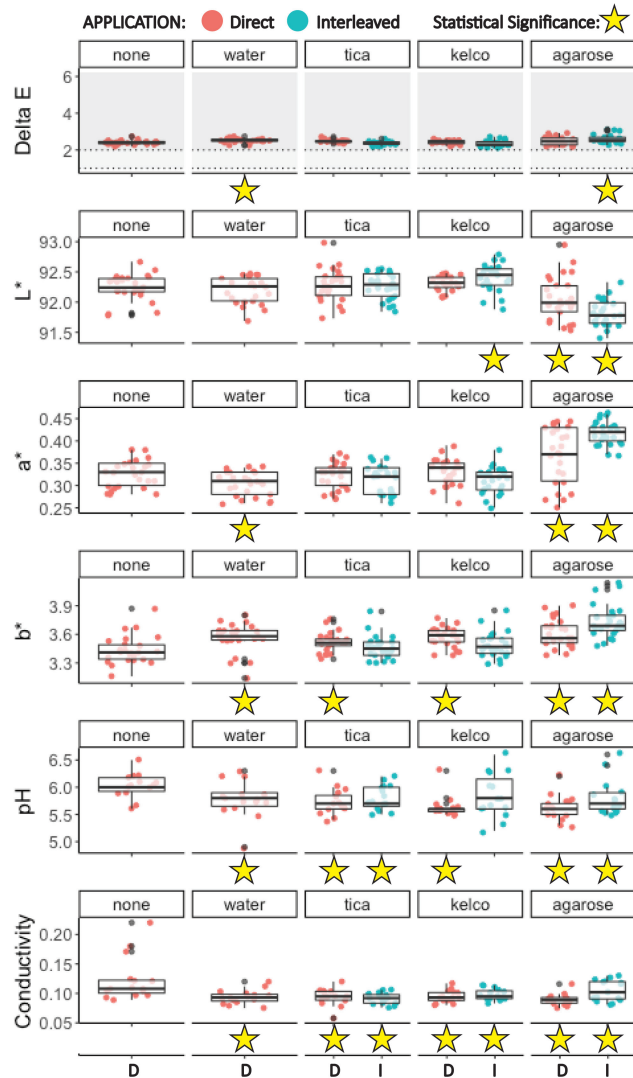 APPLICATION: Direct Interleaved Statistical Significance:
none water tica kelco agarose
Delta E
6
4
2
none water tica kelco agarose
L*
93.0
92.5
92.0
91.5
none water tica kelco agarose
a*
0.45
0.40
0.35
0.30
0.25
none water tica kelco agarose
b*
3.9
3.6
3.3
none water tica kelco agarose
pH
6.5
6.0
5.5
5.0
none water tica kelco agarose
Conductivity
0.20
0.15
0.10
0.05
D D D I D I D I